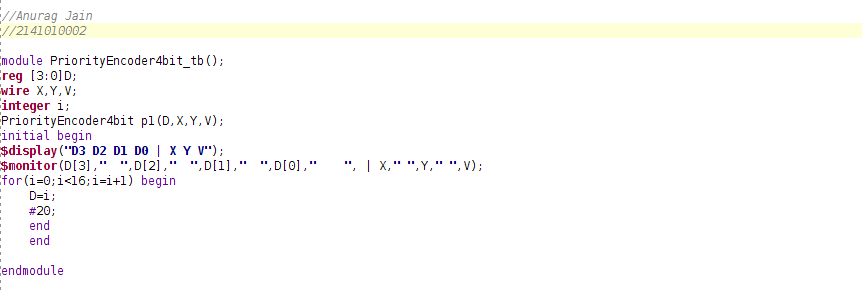 //Anurag Jain
//2141010002
module PriorityEncoder4bit_tb();
reg [3:0]D;
wire X,Y,V;
integer i;
PriorityEncoder4bit p1(D,X,Y,V);
initial begin
$display("D3 D2 D1 D0 | X Y V");
$monitor(D[3],"  ",D[2],"  ",D[1],"  ",D[0],"    ", | X," ",Y," ",V);
for(i=0;i<16;i=i+1) begin
    D=i;
    #20;
    end
    end
endmodule